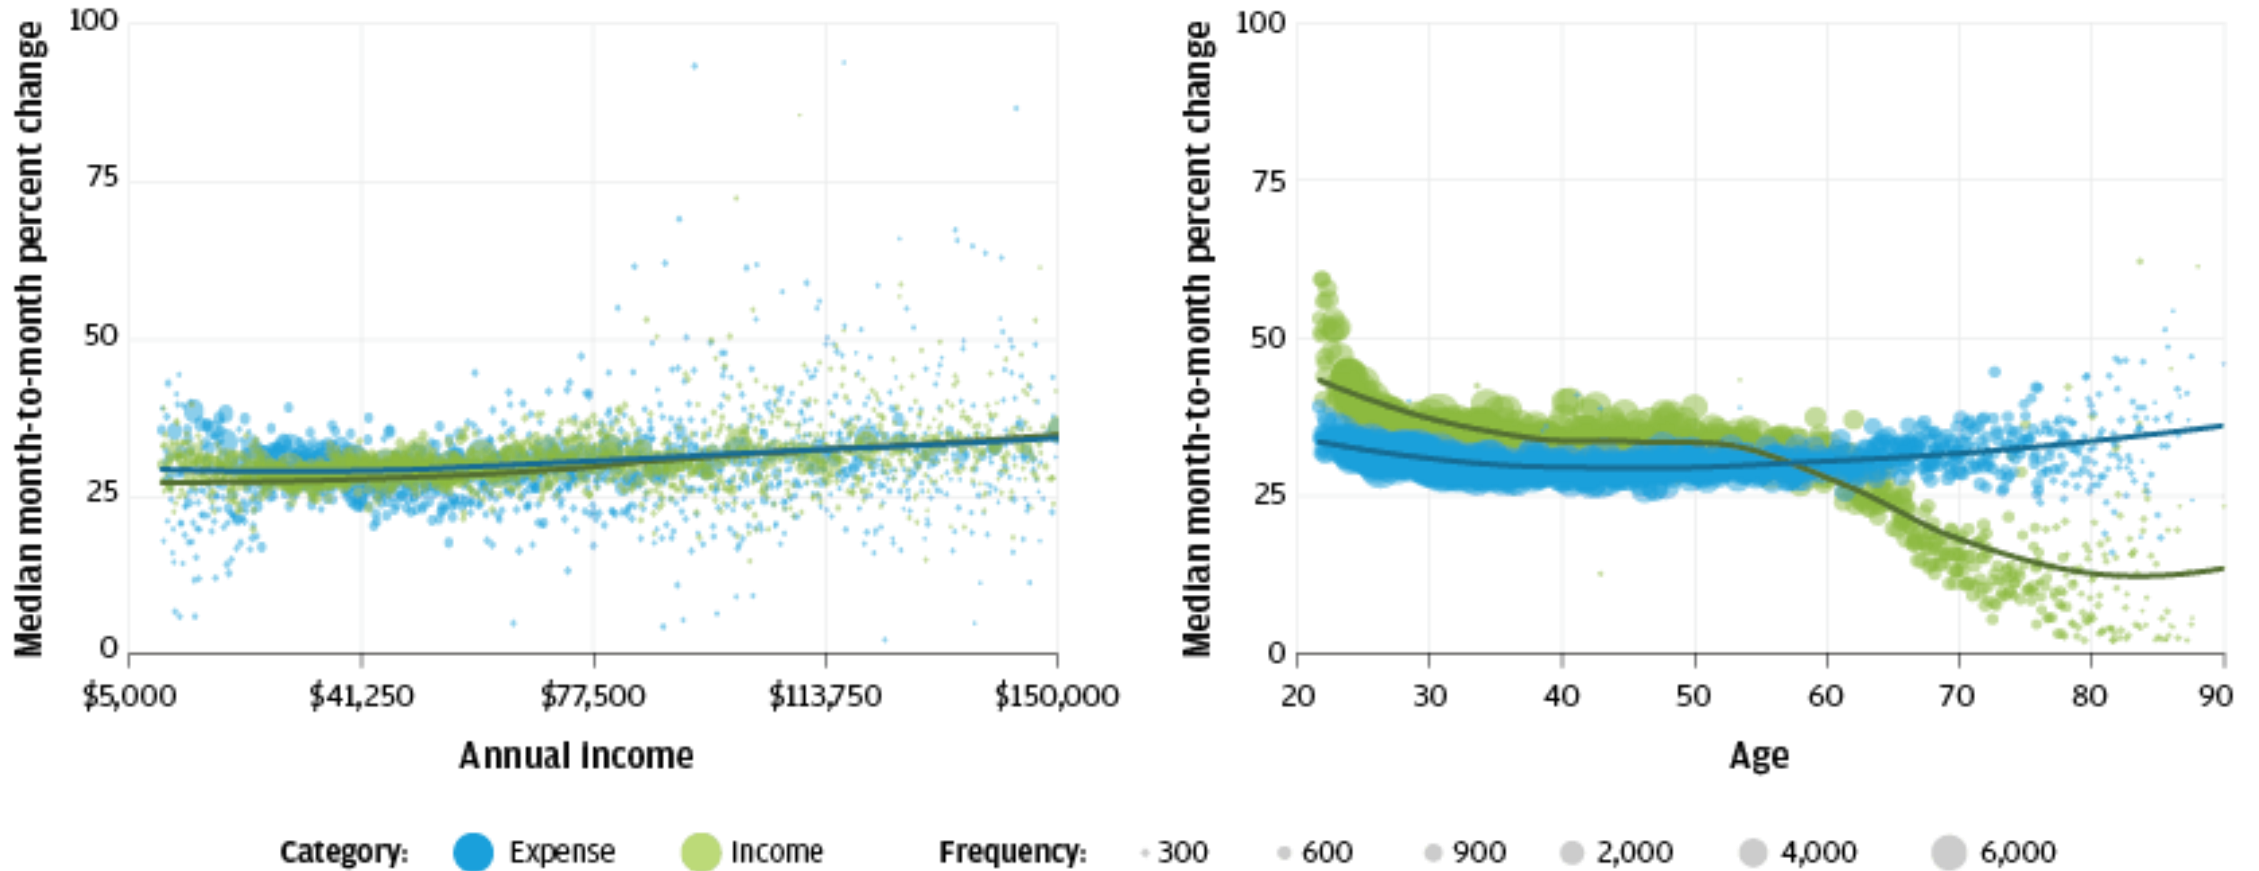 Median month-to-month percent change
100
75
50
25
0
$5,000 $41,250 $77,500 $113,750 $150,000
Annual Income
Median month-to-month percent change
100
75
50
25
0
20 30 40 50 60 70 80 90
Age
Category: Expense Income Frequency: 300 600 900 2,000 4,000 6,000